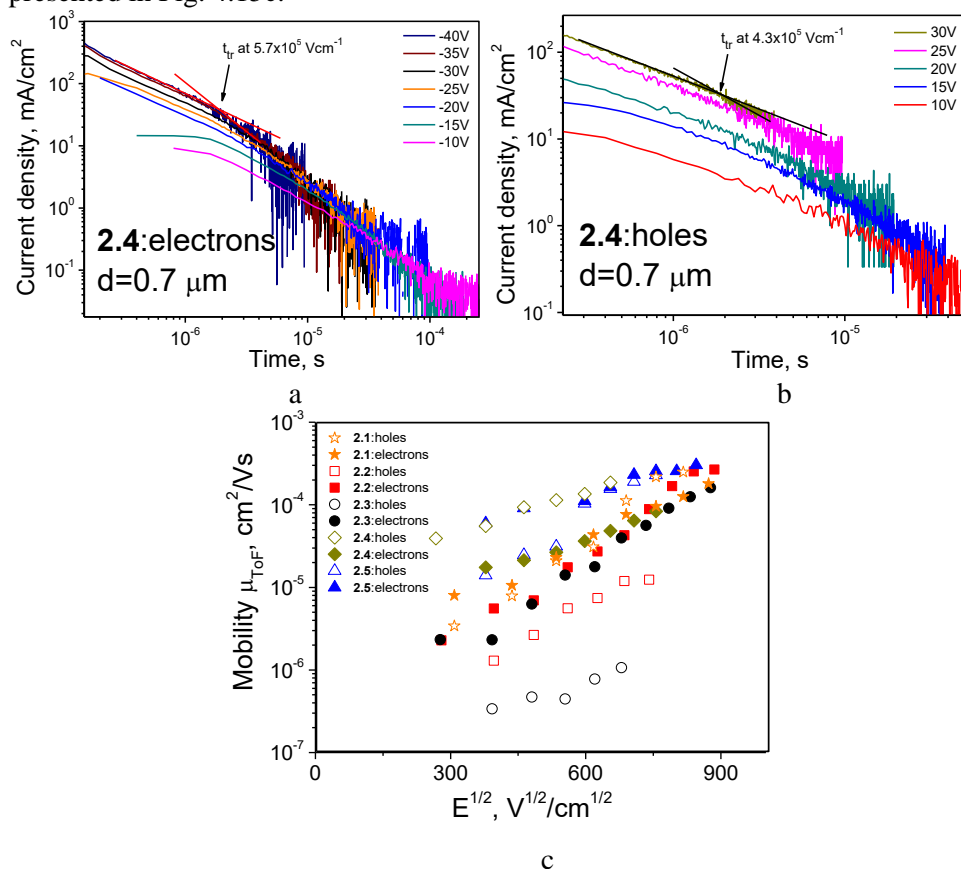 presented in Fig. 4.13c.
Current density, mA/cm²
10³
10²
10¹
10⁰
10⁻¹
t_tr at 5.7x10⁵ Vcm⁻¹
-40V
-35V
-30V
-25V
-20V
-15V
-10V
2.4:electrons
d=0.7 μm
10⁻⁶
10⁻⁵
10⁻⁴
Time, s
a
Current density, mA/cm²
10²
10¹
10⁰
10⁻¹
t_tr at 4.3x10⁵ Vcm⁻¹
30V
25V
20V
15V
10V
2.4:holes
d=0.7 μm
10⁻⁶
10⁻⁵
Time, s
b
Mobility μ_ToF, cm²/Vs
10⁻³
10⁻⁴
10⁻⁵
10⁻⁶
10⁻⁷
2.1:holes
2.1:electrons
2.2:holes
2.2:electrons
2.3:holes
2.3:electrons
2.4:holes
2.4:electrons
2.5:holes
2.5:electrons
0
300
600
900
E^1/2, V^1/2/cm^1/2
c